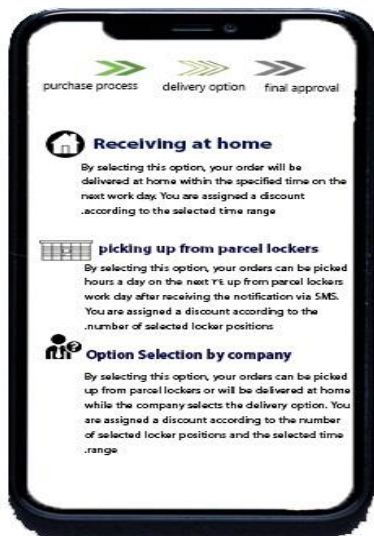 purchase process delivery option final approval
Receiving at home
By selecting this option, your order will be
delivered at home within the specified time on the
next work day. You are assigned a discount
.according to the selected time range
picking up from parcel lockers
By selecting this option, your orders can be picked
hours a day on the next ۲۴ up from parcel lockers
work day after receiving the notification via SMS.
You are assigned a discount according to the
.number of selected locker positions
Option Selection by company
By selecting this option, your orders can be picked
up from parcel lockers or will be delivered at home
while the company selects the delivery option. You
are assigned a discount according to the number
of selected locker positions and the selected time
.range